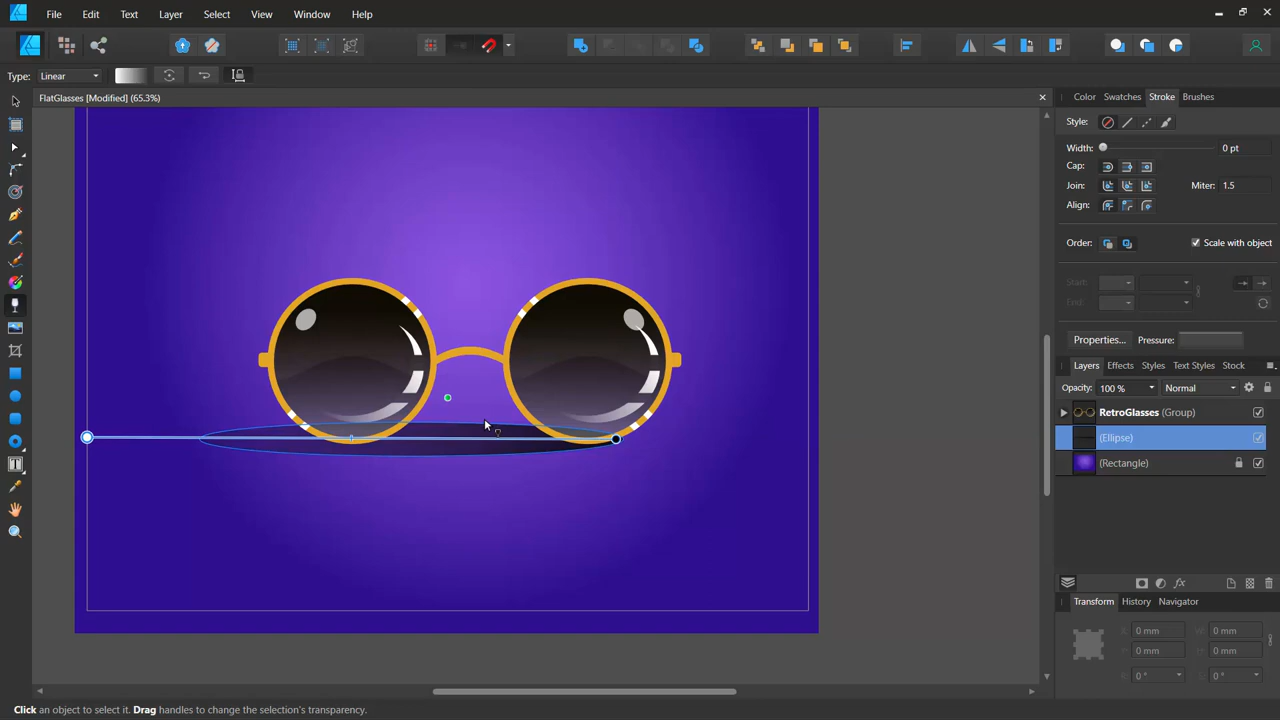 File Edit Text Layer Select View Window Help
Type: Linear
FlatGlasses [Modified] (65.3%)
Color Swatches Stroke Brushes
Style:
Width: 0 pt
Cap:
Join: Miter: 1.5
Align:
Order: Scale with object
Start:
End:
Properties... Pressure:
Layers Effects Styles Text Styles Stock
Opacity: 100 % Normal
RetroGlasses (Group)
(Ellipse)
(Rectangle)
Transform History Navigator
X: 0 mm W: 0 mm
Y: 0 mm H: 0 mm
R: 0 ° S: 0 °
Click an object to select it. Drag handles to change the selection's transparency.